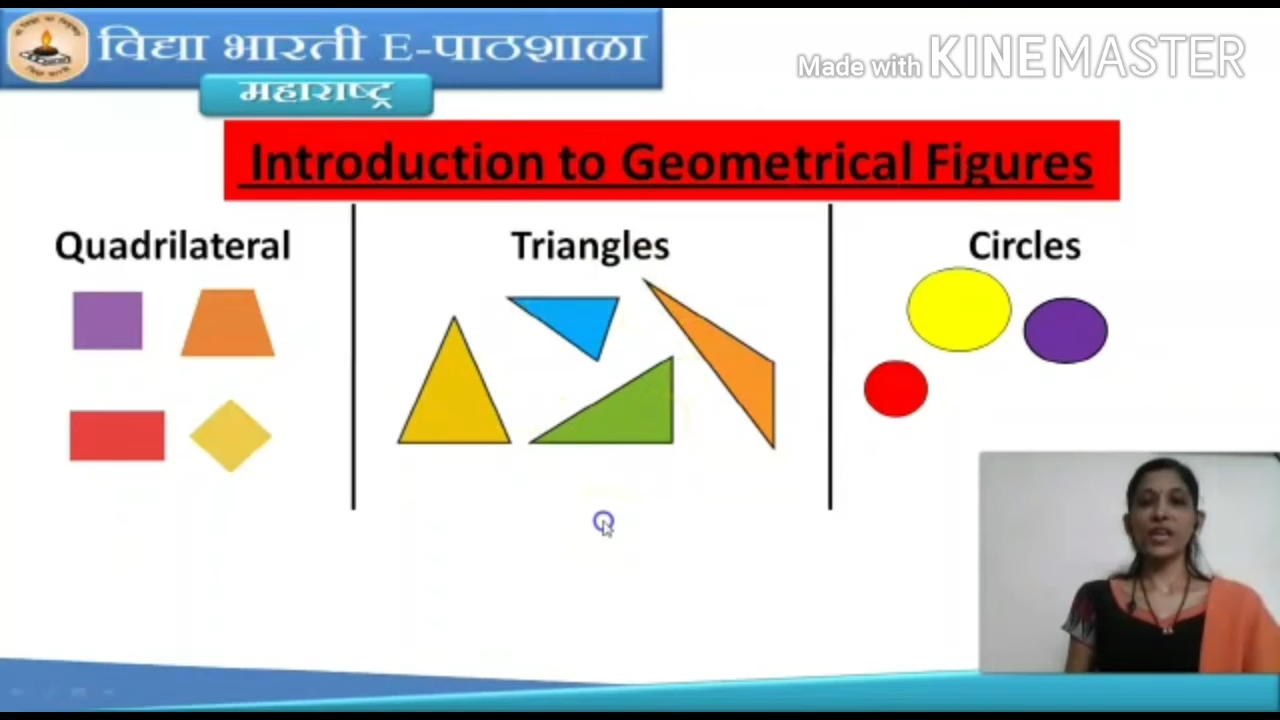 विद्या भारती E-पाठशाळा
महाराष्ट्र
Made with KINEMASTER
Introduction to Geometrical Figures
Quadrilateral
Triangles
Circles